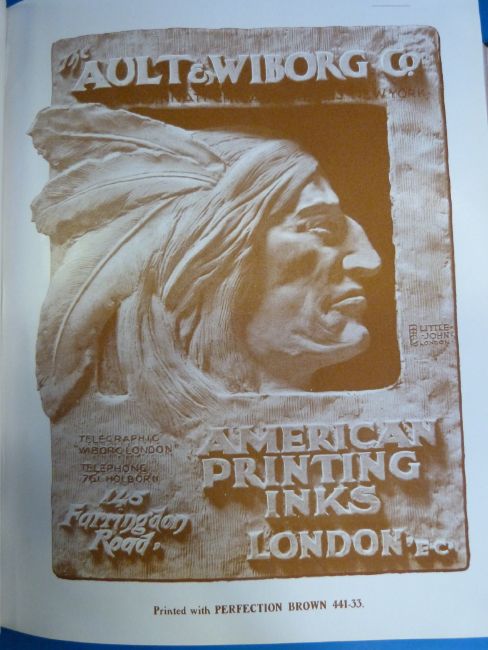 The
AULT & WIBORG Co.
NEW YORK
LITTLE-
-JOHN
LONDON
TELEGRAPHIC
WIBORG LONDON
TELEPHONE
761 HOLBORN
145
Farringdon
Road.
AMERICAN
PRINTING
INKS
LONDON. E.C.
Printed with PERFECTION BROWN 441-33.